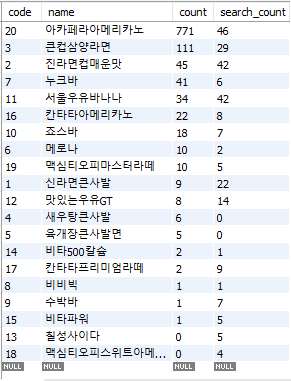 code name count search_count
20 아카페라아메리카노 771 46
3 큰컵삼양라면 111 29
2 진라면컵매운맛 45 42
7 누크바 41 6
11 서울우유바나나 34 42
16 칸타타아메리카노 22 8
10 죠스바 18 7
6 메로나 10 2
19 맥심티오피마스터라떼 10 5
1 신라면큰사발 9 22
12 맛있는우유GT 8 14
4 새우탕큰사발 6 0
5 육개장큰사발면 5 0
14 비타500칼슘 2 1
17 칸타타프리미엄라떼 2 9
8 비비빅 1 1
9 수박바 1 7
15 비타파워 1 5
13 칠성사이다 0 5
18 맥심티오피스위트아메... 0 4
NULL NULL NULL NULL